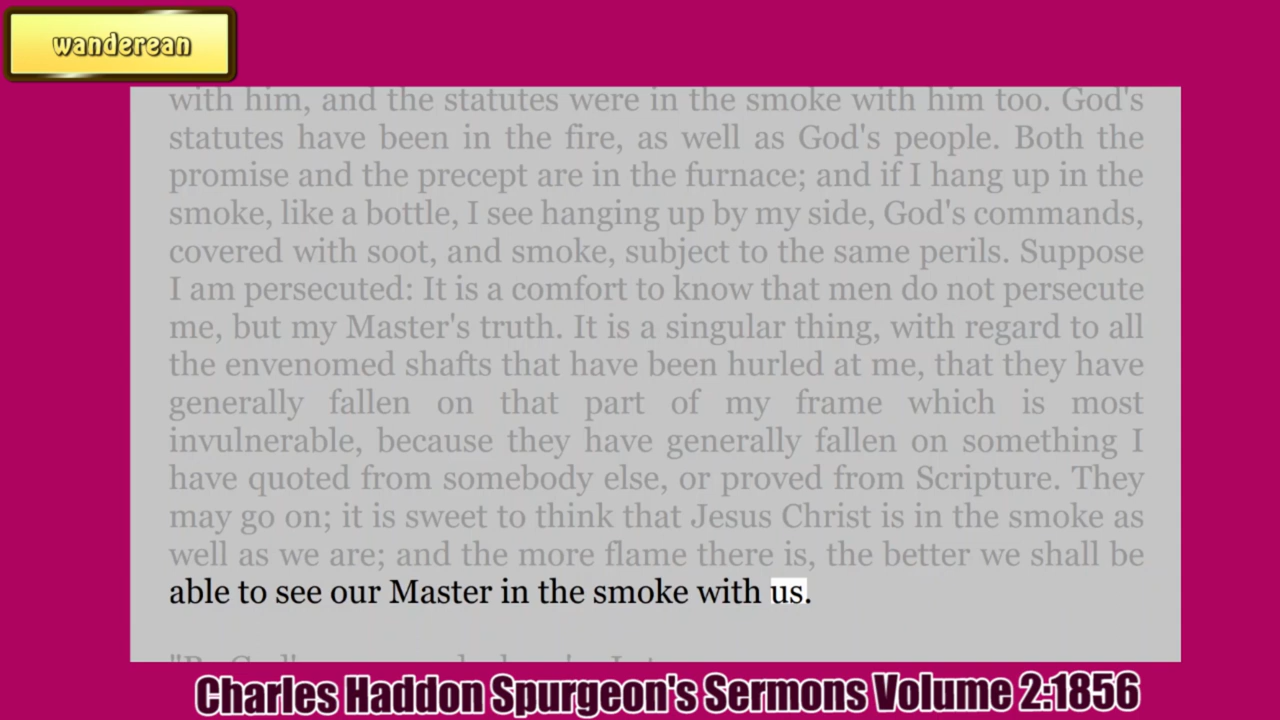 wanderean
with him, and the statutes were in the smoke with him too. God's
statutes have been in the fire, as well as God's people. Both the
promise and the precept are in the furnace; and if I hang up in the
smoke, like a bottle, I see hanging up by my side, God's commands,
covered with soot, and smoke, subject to the same perils. Suppose
I am persecuted: It is a comfort to know that men do not persecute
me, but my Master's truth. It is a singular thing, with regard to all
the envenomed shafts that have been hurled at me, that they have
generally fallen on that part of my frame which is most
invulnerable, because they have generally fallen on something I
have quoted from somebody else, or proved from Scripture. They
may go on; it is sweet to think that Jesus Christ is in the smoke as
well as we are; and the more flame there is, the better we shall be
able to see our Master in the smoke with us.
Charles Haddon Spurgeon's Sermons Volume 2:1856